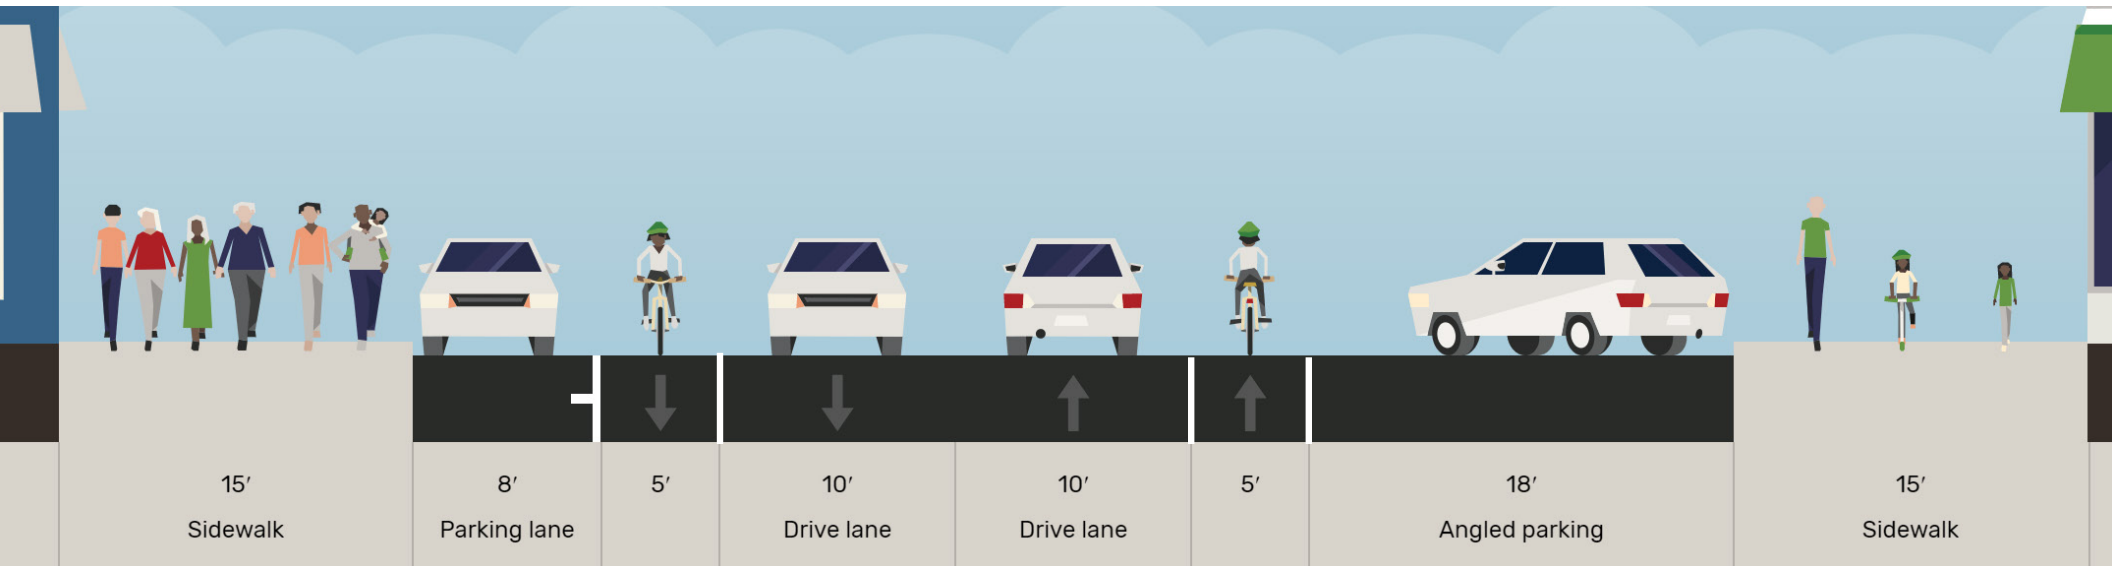 15′
8′
5′
10′
10′
5′
18′
15′
Sidewalk
Parking lane
Drive lane
Drive lane
Angled parking
Sidewalk